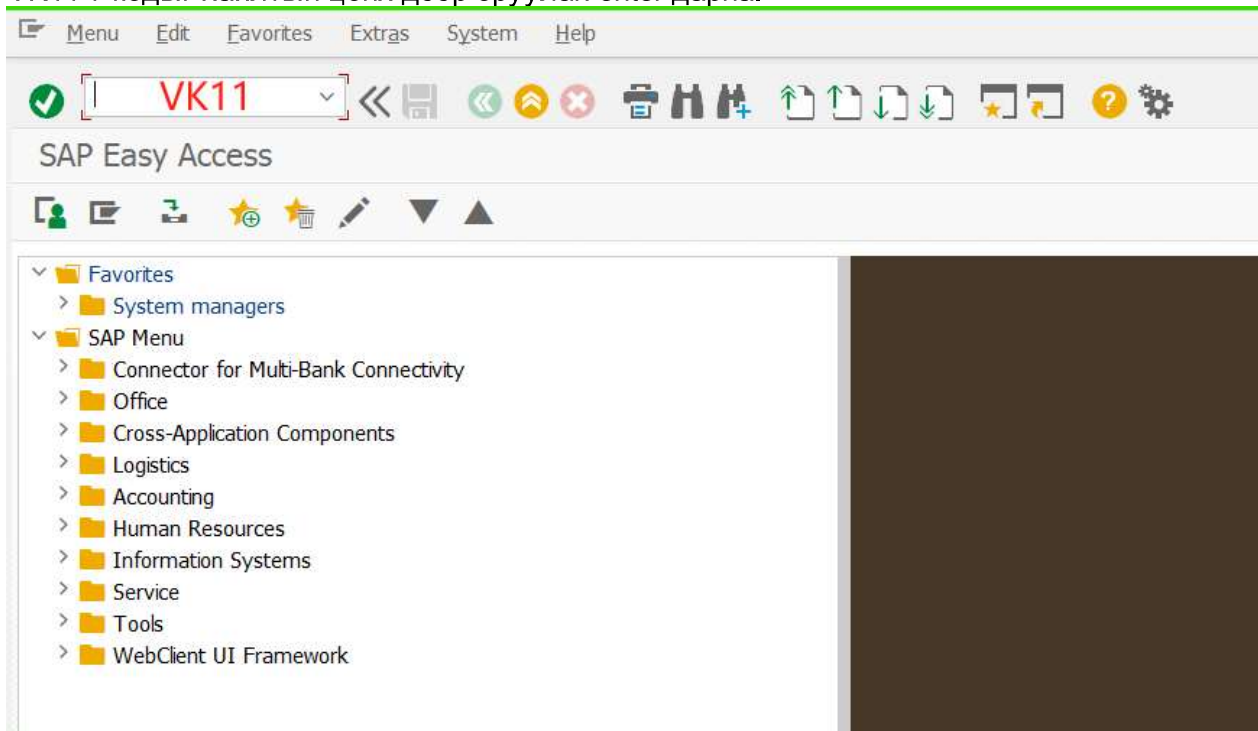 Menu Edit Favorites Extras System Help
VK11
SAP Easy Access
Favorites
System managers
SAP Menu
Connector for Multi-Bank Connectivity
Office
Cross-Application Components
Logistics
Accounting
Human Resources
Information Systems
Service
Tools
WebClient UI Framework